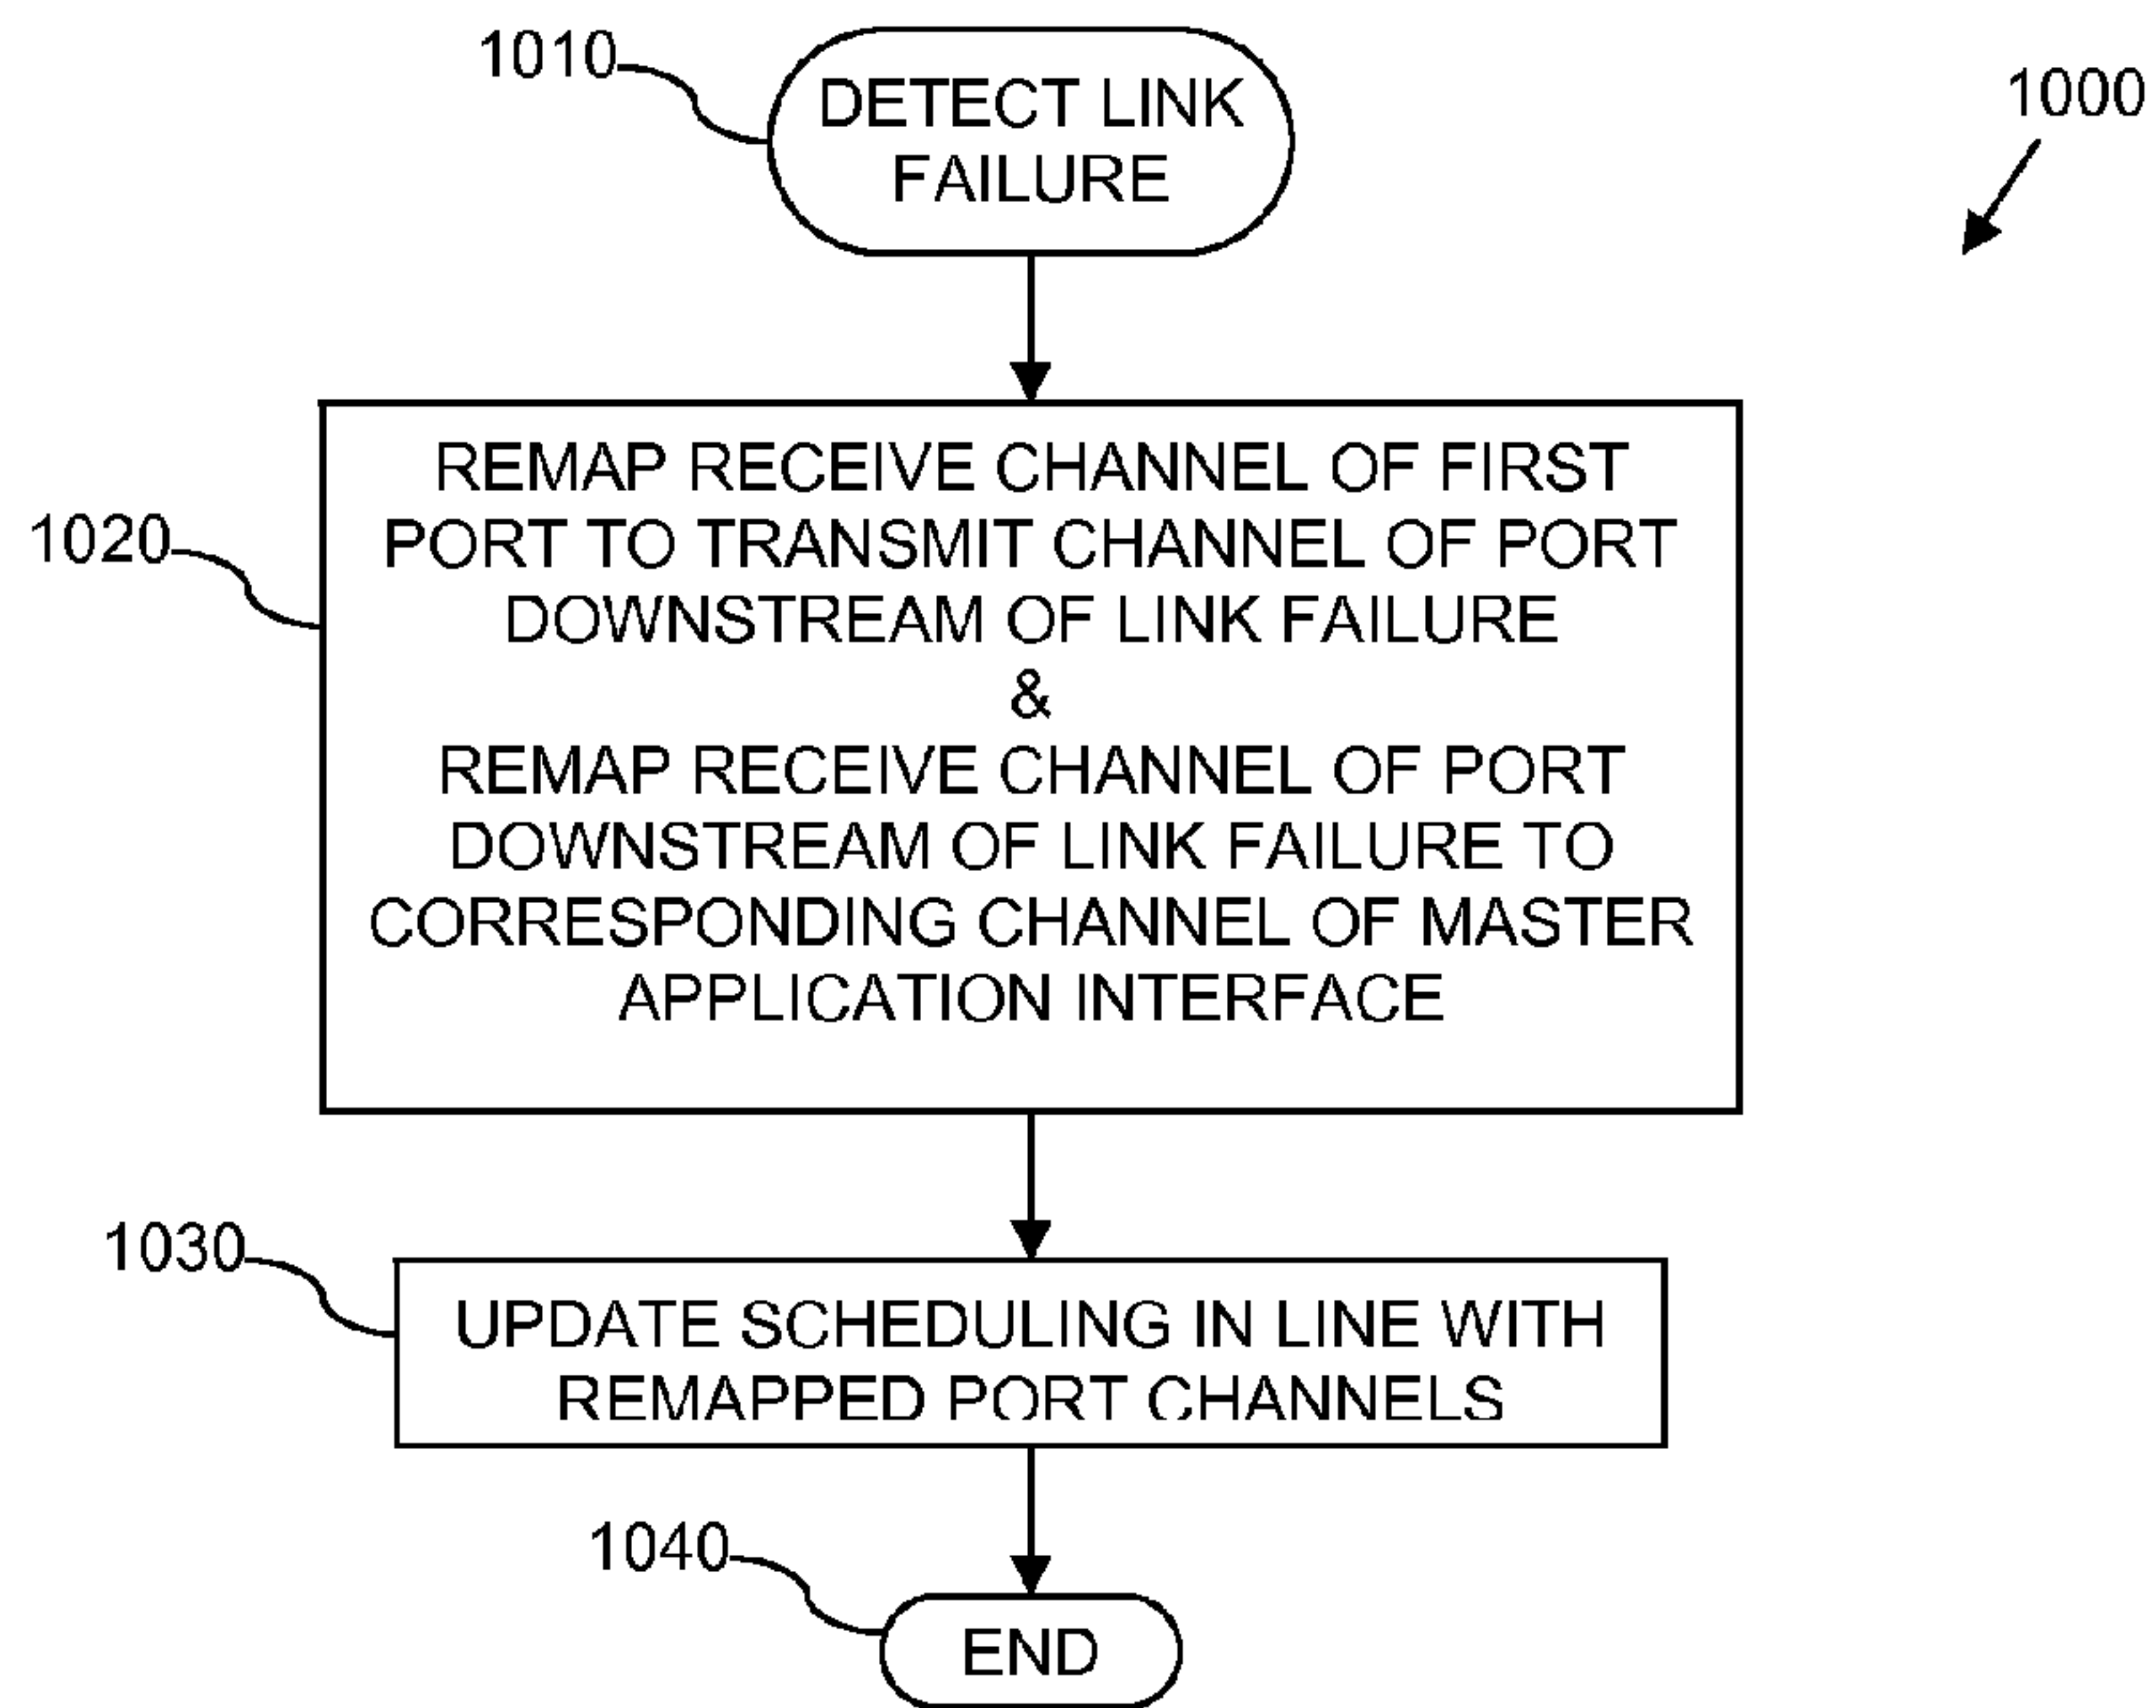 1010
DETECT LINK
FAILURE
1000
1020
REMAP RECEIVE CHANNEL OF FIRST
PORT TO TRANSMIT CHANNEL OF PORT
DOWNSTREAM OF LINK FAILURE
&
REMAP RECEIVE CHANNEL OF PORT
DOWNSTREAM OF LINK FAILURE TO
CORRESPONDING CHANNEL OF MASTER
APPLICATION INTERFACE
1030
UPDATE SCHEDULING IN LINE WITH
REMAPPED PORT CHANNELS
1040
END